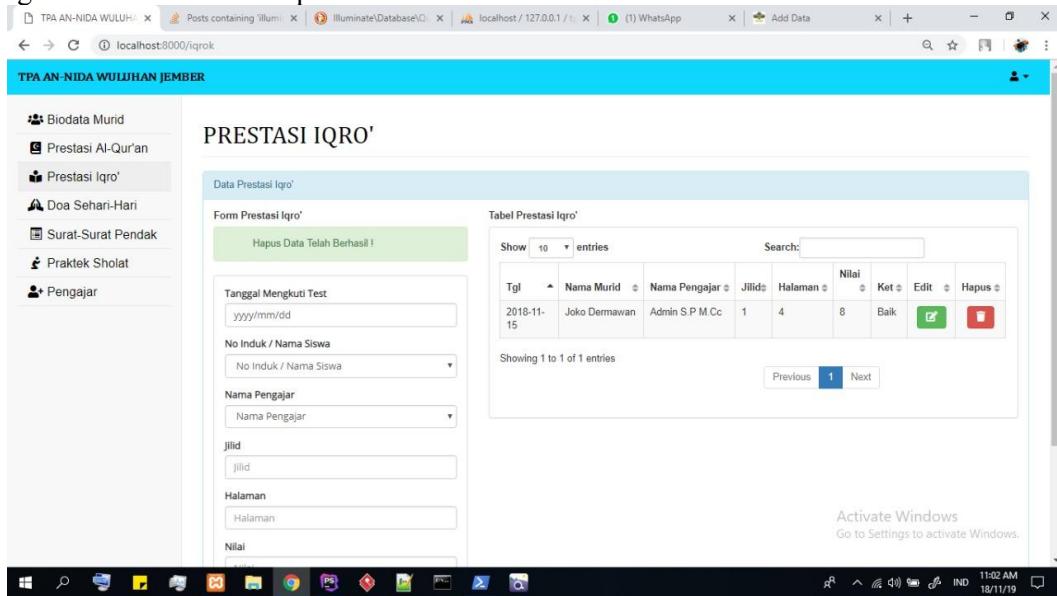 TPA AN-NIDA WULUHA
Posts containing 'illumi
Illuminate\Database\Q
localhost / 127.0.0.1 / t
(1) WhatsApp
Add Data
localhost:8000/iqrok
TPA AN-NIDA WULUHAN JEMBER
Biodata Murid
Prestasi Al-Qur'an
Prestasi Iqro'
Doa Sehari-Hari
Surat-Surat Pendak
Praktek Sholat
Pengajar
PRESTASI IQRO'
Data Prestasi Iqro'
Form Prestasi Iqro'
Hapus Data Telah Berhasil !
Tanggal Mengkuti Test
yyyy/mm/dd
No Induk / Nama Siswa
No Induk / Nama Siswa
Nama Pengajar
Nama Pengajar
Jilid
Jilid
Halaman
Halaman
Nilai
Tabel Prestasi Iqro'
Show 10 entries
Search:
Tgl Nama Murid Nama Pengajar Jilid Halaman Nilai Ket Edit Hapus
2018-11-15 Joko Dermawan Admin S.P M.Cc 1 4 8 Baik
Showing 1 to 1 of 1 entries
Previous 1 Next
Activate Windows
Go to Settings to activate Windows.
IND
11:02 AM
18/11/19